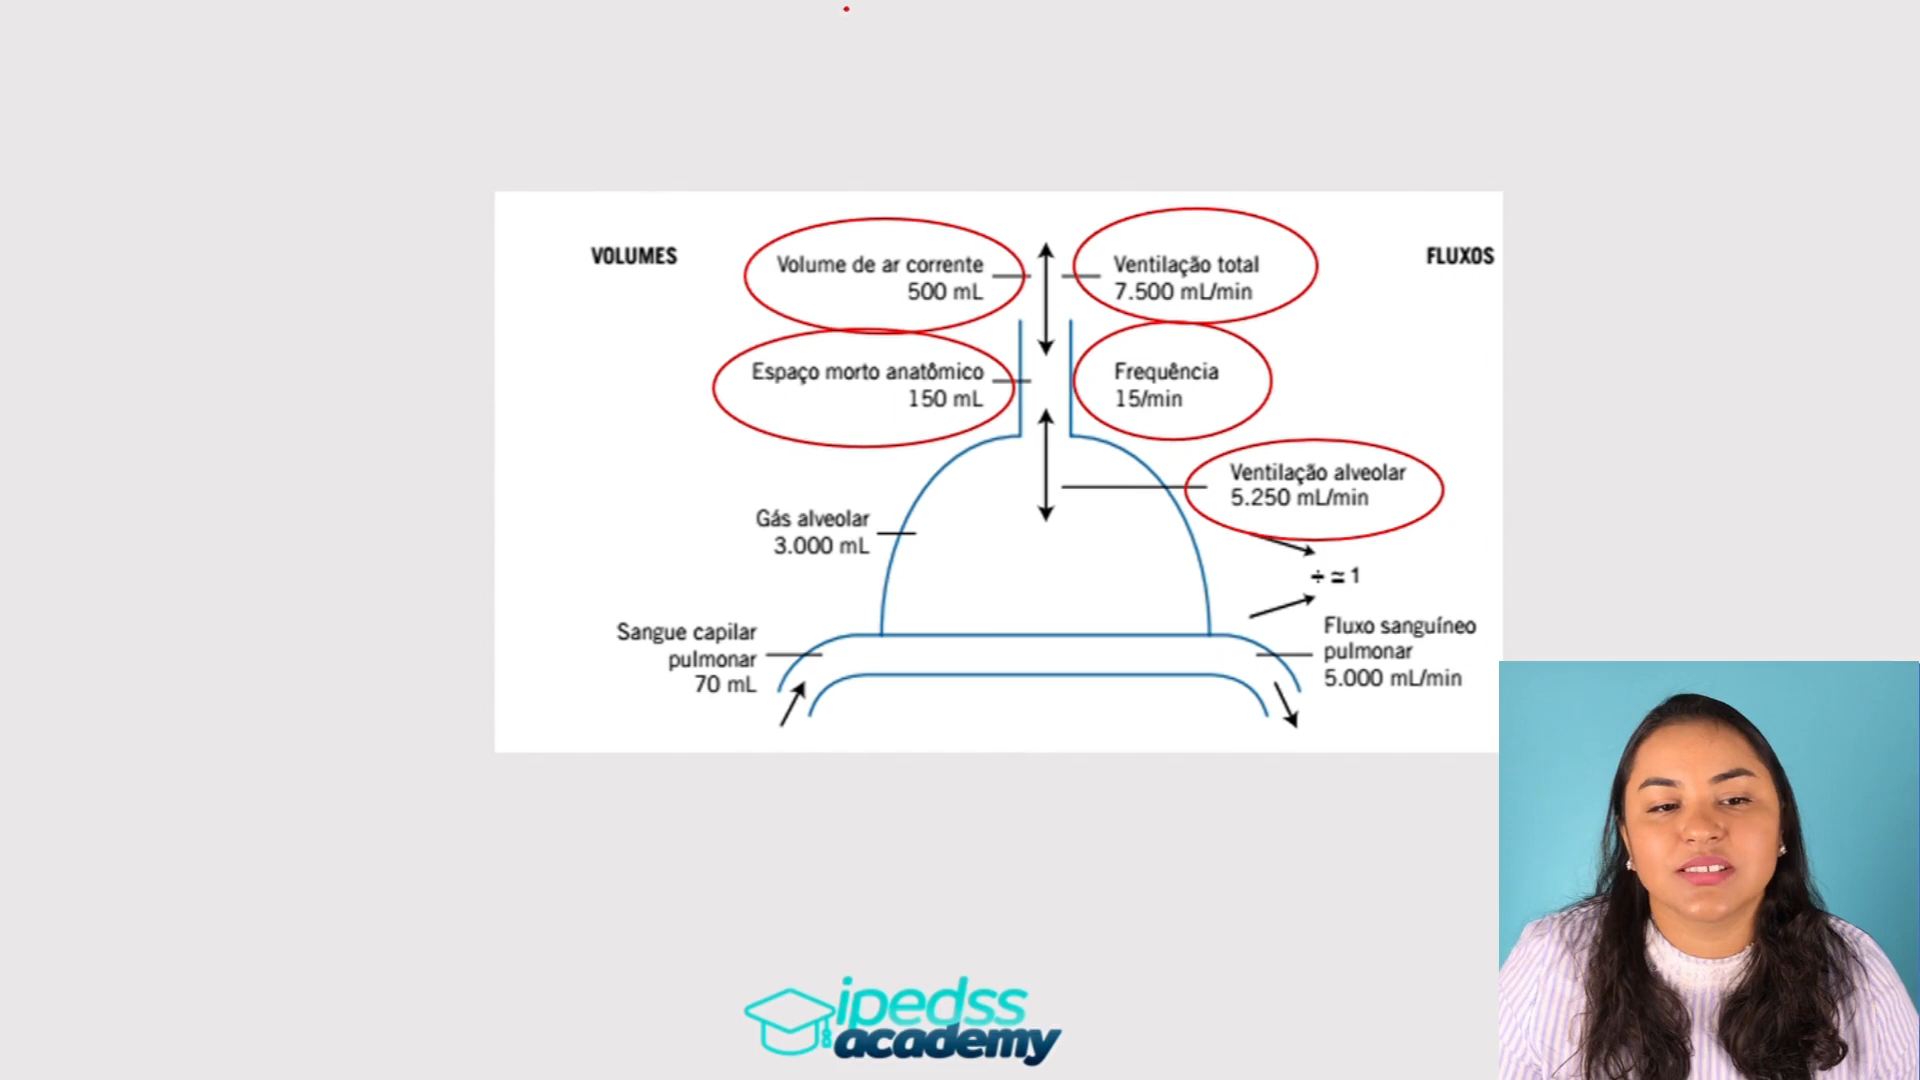 VOLUMES
FLUXOS
Volume de ar corrente
500 mL
Ventilação total
7.500 mL/min
Espaço morto anatômico
150 mL
Frequência
15/min
Ventilação alveolar
5.250 mL/min
Gás alveolar
3.000 mL
÷ ≃ 1
Sangue capilar
pulmonar
70 mL
Fluxo sanguíneo
pulmonar
5.000 mL/min
ipedss
academy